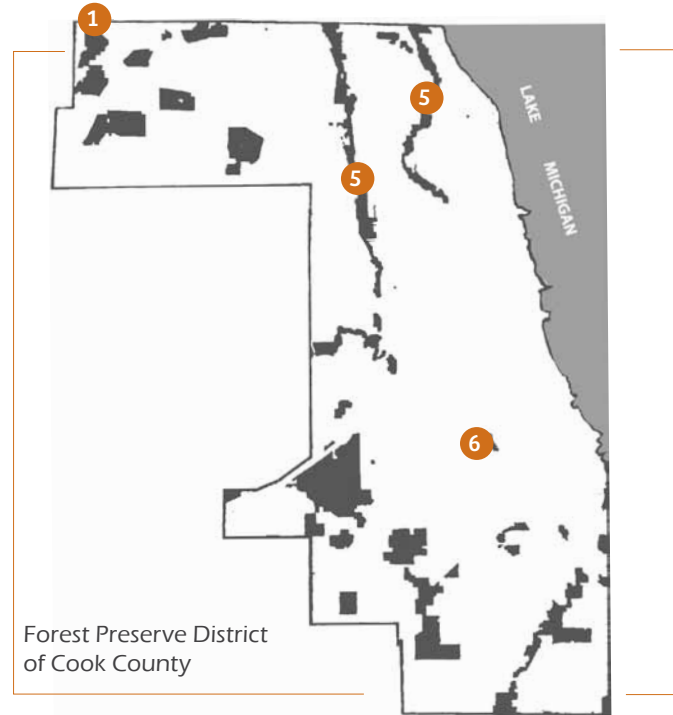 1
5
LAKE
MICHIGAN
5
6
Forest Preserve District
of Cook County